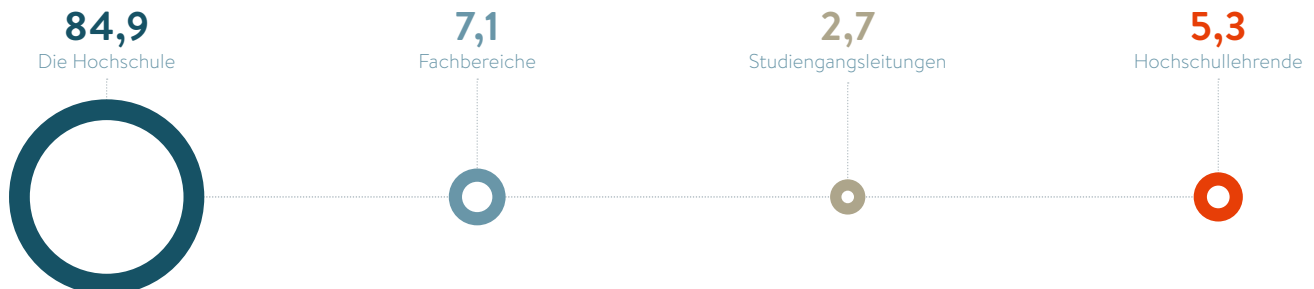 84,9
Die Hochschule
7,1
Fachbereiche
2,7
Studiengangsleitungen
5,3
Hochschullehrende